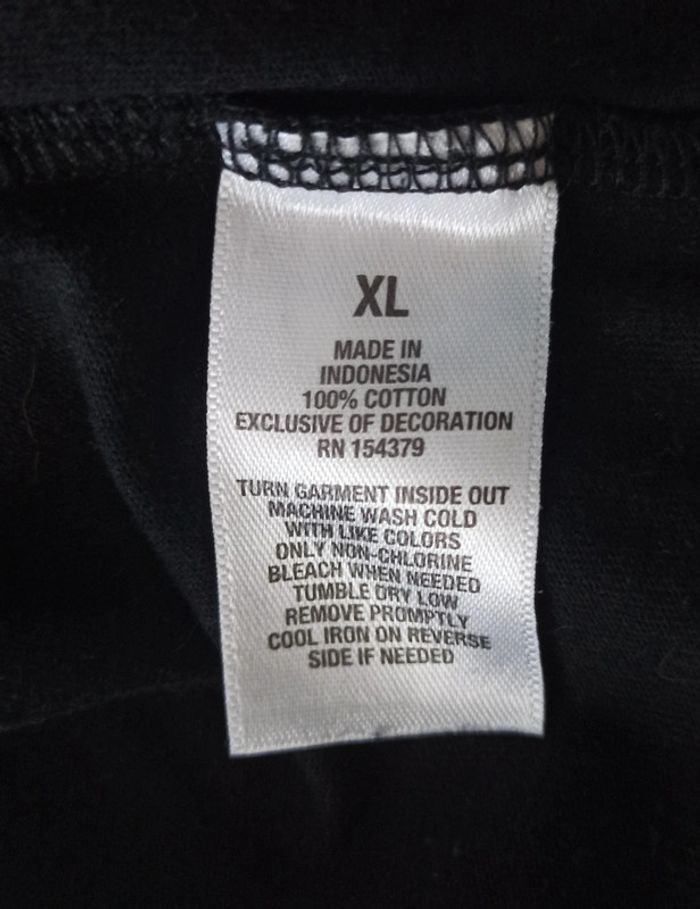 XL
MADE IN
INDONESIA
100% COTTON
EXCLUSIVE OF DECORATION
RN 154379
TURN GARMENT INSIDE OUT
MACHINE WASH COLD
WITH LIKE COLORS
ONLY NON-CHLORINE
BLEACH WHEN NEEDED
TUMBLE DRY LOW
REMOVE PROMPTLY
COOL IRON ON REVERSE
SIDE IF NEEDED